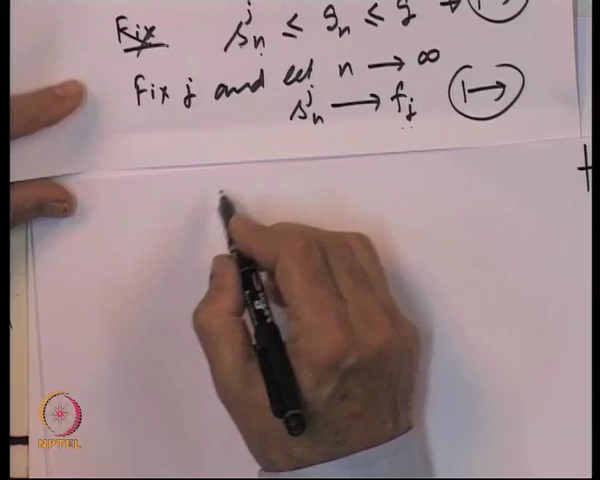 Fix s_n^j ≤ g_n ≤ g
Fix j and let n → ∞
s_n^j → f_j
NPTEL